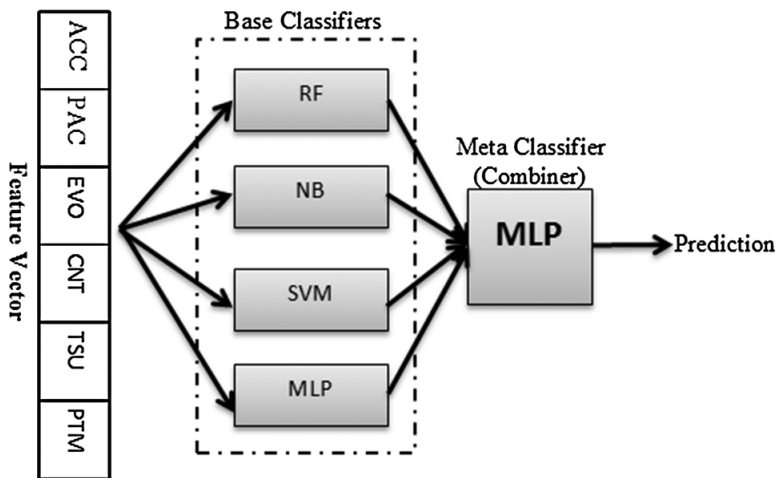 Feature Vector
ACC
PAC
EVO
CNT
TSU
PTM
Base Classifiers
RF
NB
SVM
MLP
Meta Classifier
(Combiner)
MLP
Prediction